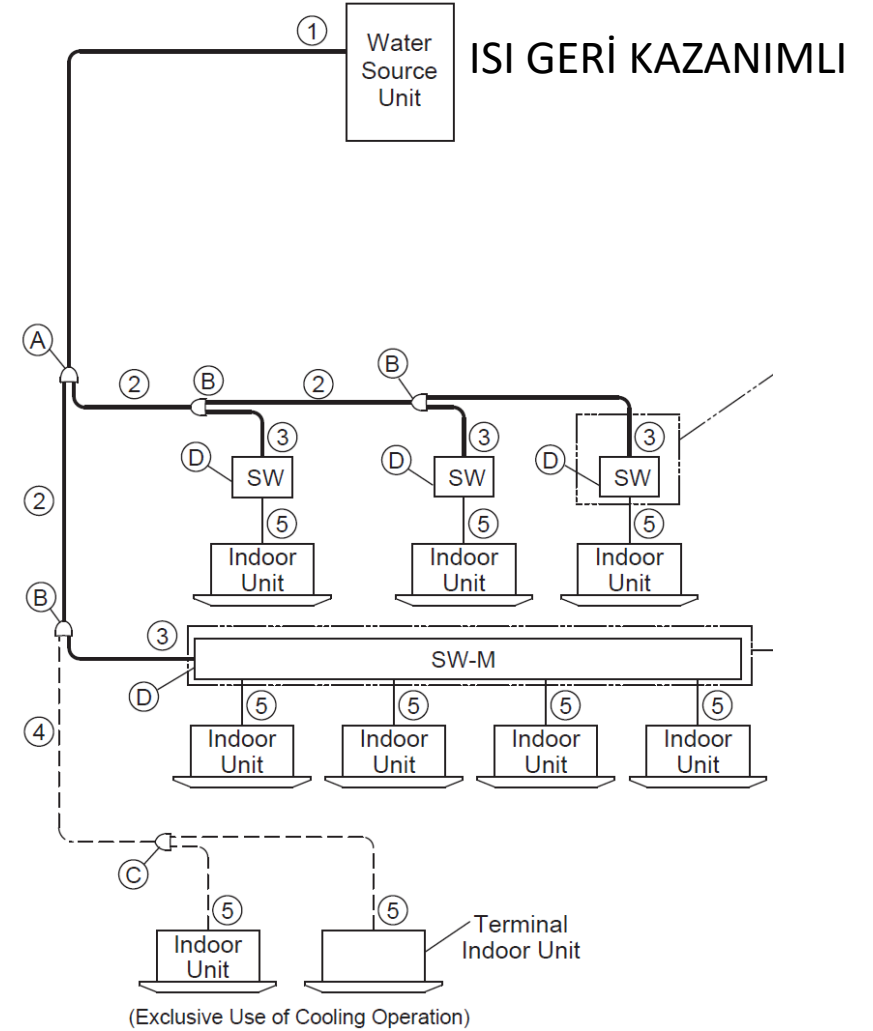 1
Water
Source
Unit
ISI GERİ KAZANIMLI
A
2
B
2
B
3
3
3
D
SW
D
SW
D
SW
2
5
5
5
Indoor
Unit
Indoor
Unit
Indoor
Unit
B
3
SW-M
D
5
5
5
5
4
Indoor
Unit
Indoor
Unit
Indoor
Unit
Indoor
Unit
C
5
5
Indoor
Unit
Terminal
Indoor Unit
(Exclusive Use of Cooling Operation)